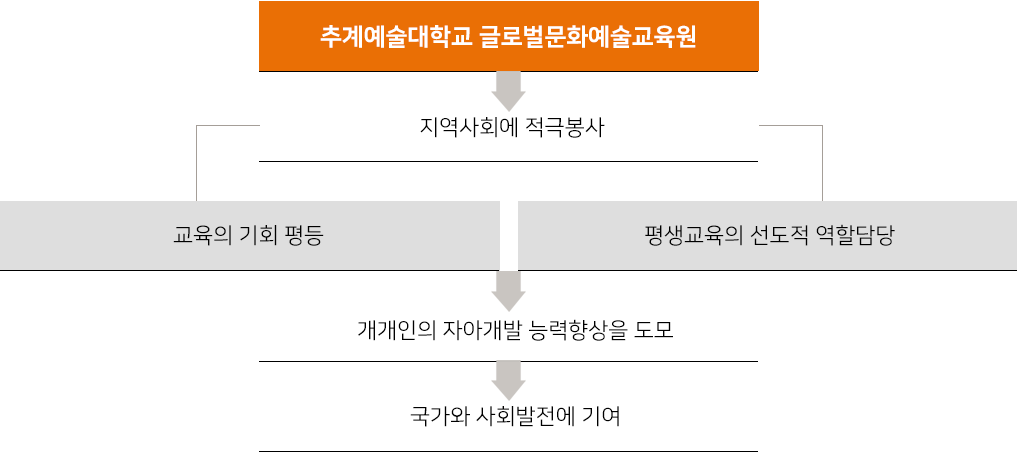 추계예술대학교 글로벌문화예술교육원
지역사회에 적극봉사
교육의 기회 평등
평생교육의 선도적 역할담당
개개인의 자아개발 능력향상을 도모
국가와 사회발전에 기여